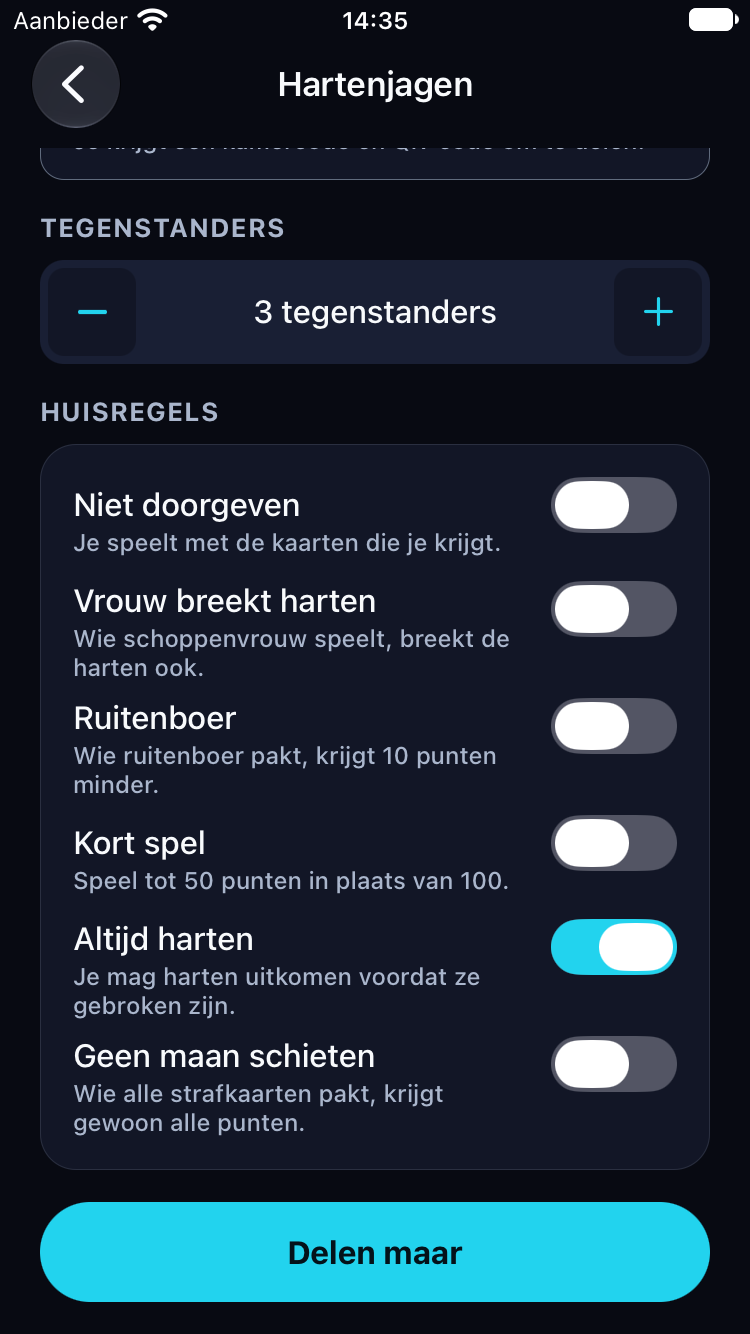 Aanbieder
14:35
Hartenjagen
TEGENSTANDERS
3 tegenstanders
HUISREGELS
Niet doorgeven
Je speelt met de kaarten die je krijgt.
Vrouw breekt harten
Wie schoppenvrouw speelt, breekt de
harten ook.
Ruitenboer
Wie ruitenboer pakt, krijgt 10 punten
minder.
Kort spel
Speel tot 50 punten in plaats van 100.
Altijd harten
Je mag harten uitkomen voordat ze
gebroken zijn.
Geen maan schieten
Wie alle strafkaarten pakt, krijgt
gewoon alle punten.
Delen maar